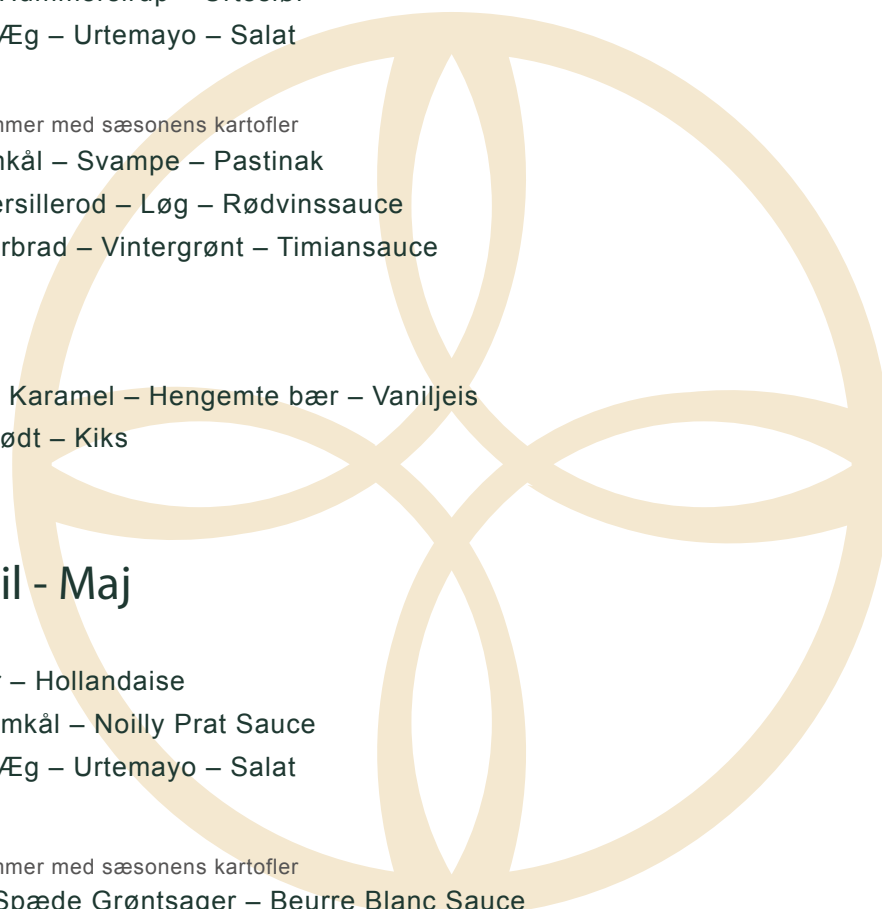 Æg – Urtemayo – Salat
mmer med sæsonens kartofler
kål – Svampe – Pastinak
ersillerod – Løg – Rødvinssauce
rbrad – Vintergrønt – Timiansauce
Karamel – Hengemte bær – Vaniljeis
ødt – Kiks
il - Maj
– Hollandaise
mkål – Noilly Prat Sauce
Æg – Urtemayo – Salat
mmer med sæsonens kartofler
Spæde Grøntsager – Beurre Blanc Sauce